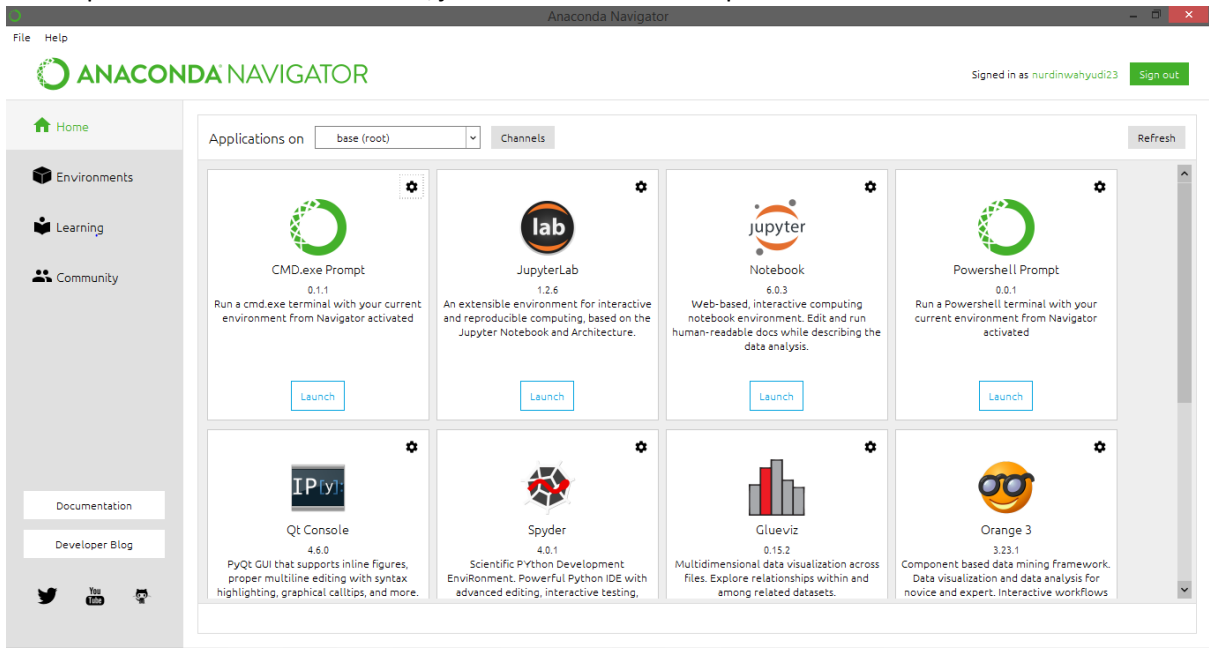 Anaconda Navigator
File Help
ANACONDA NAVIGATOR
Signed in as nurdinwahyudi23
Sign out
Home
Environments
Learning
Community
Documentation
Developer Blog
You
Tube
Applications on
base (root)
Channels
Refresh
CMD.exe Prompt
0.1.1
Run a cmd.exe terminal with your current
environment from Navigator activated
Launch
lab
JupyterLab
1.2.6
An extensible environment for interactive
and reproducible computing, based on the
Jupyter Notebook and Architecture.
Launch
jupyter
Notebook
6.0.3
Web-based, interactive computing
notebook environment. Edit and run
human-readable docs while describing the
data analysis.
Launch
Powershell Prompt
0.0.1
Run a Powershell terminal with your
current environment from Navigator
activated
Launch
IP[y]:
Qt Console
4.6.0
PyQt GUI that supports inline figures,
proper multiline editing with syntax
highlighting, graphical calltips, and more.
Spyder
4.0.1
Scientific PYthon Development
EnviRonment. Powerful Python IDE with
advanced editing, interactive testing,
Glueviz
0.15.2
Multidimensional data visualization across
files. Explore relationships within and
among related datasets.
Orange 3
3.23.1
Component based data mining framework.
Data visualization and data analysis for
novice and expert. Interactive workflows